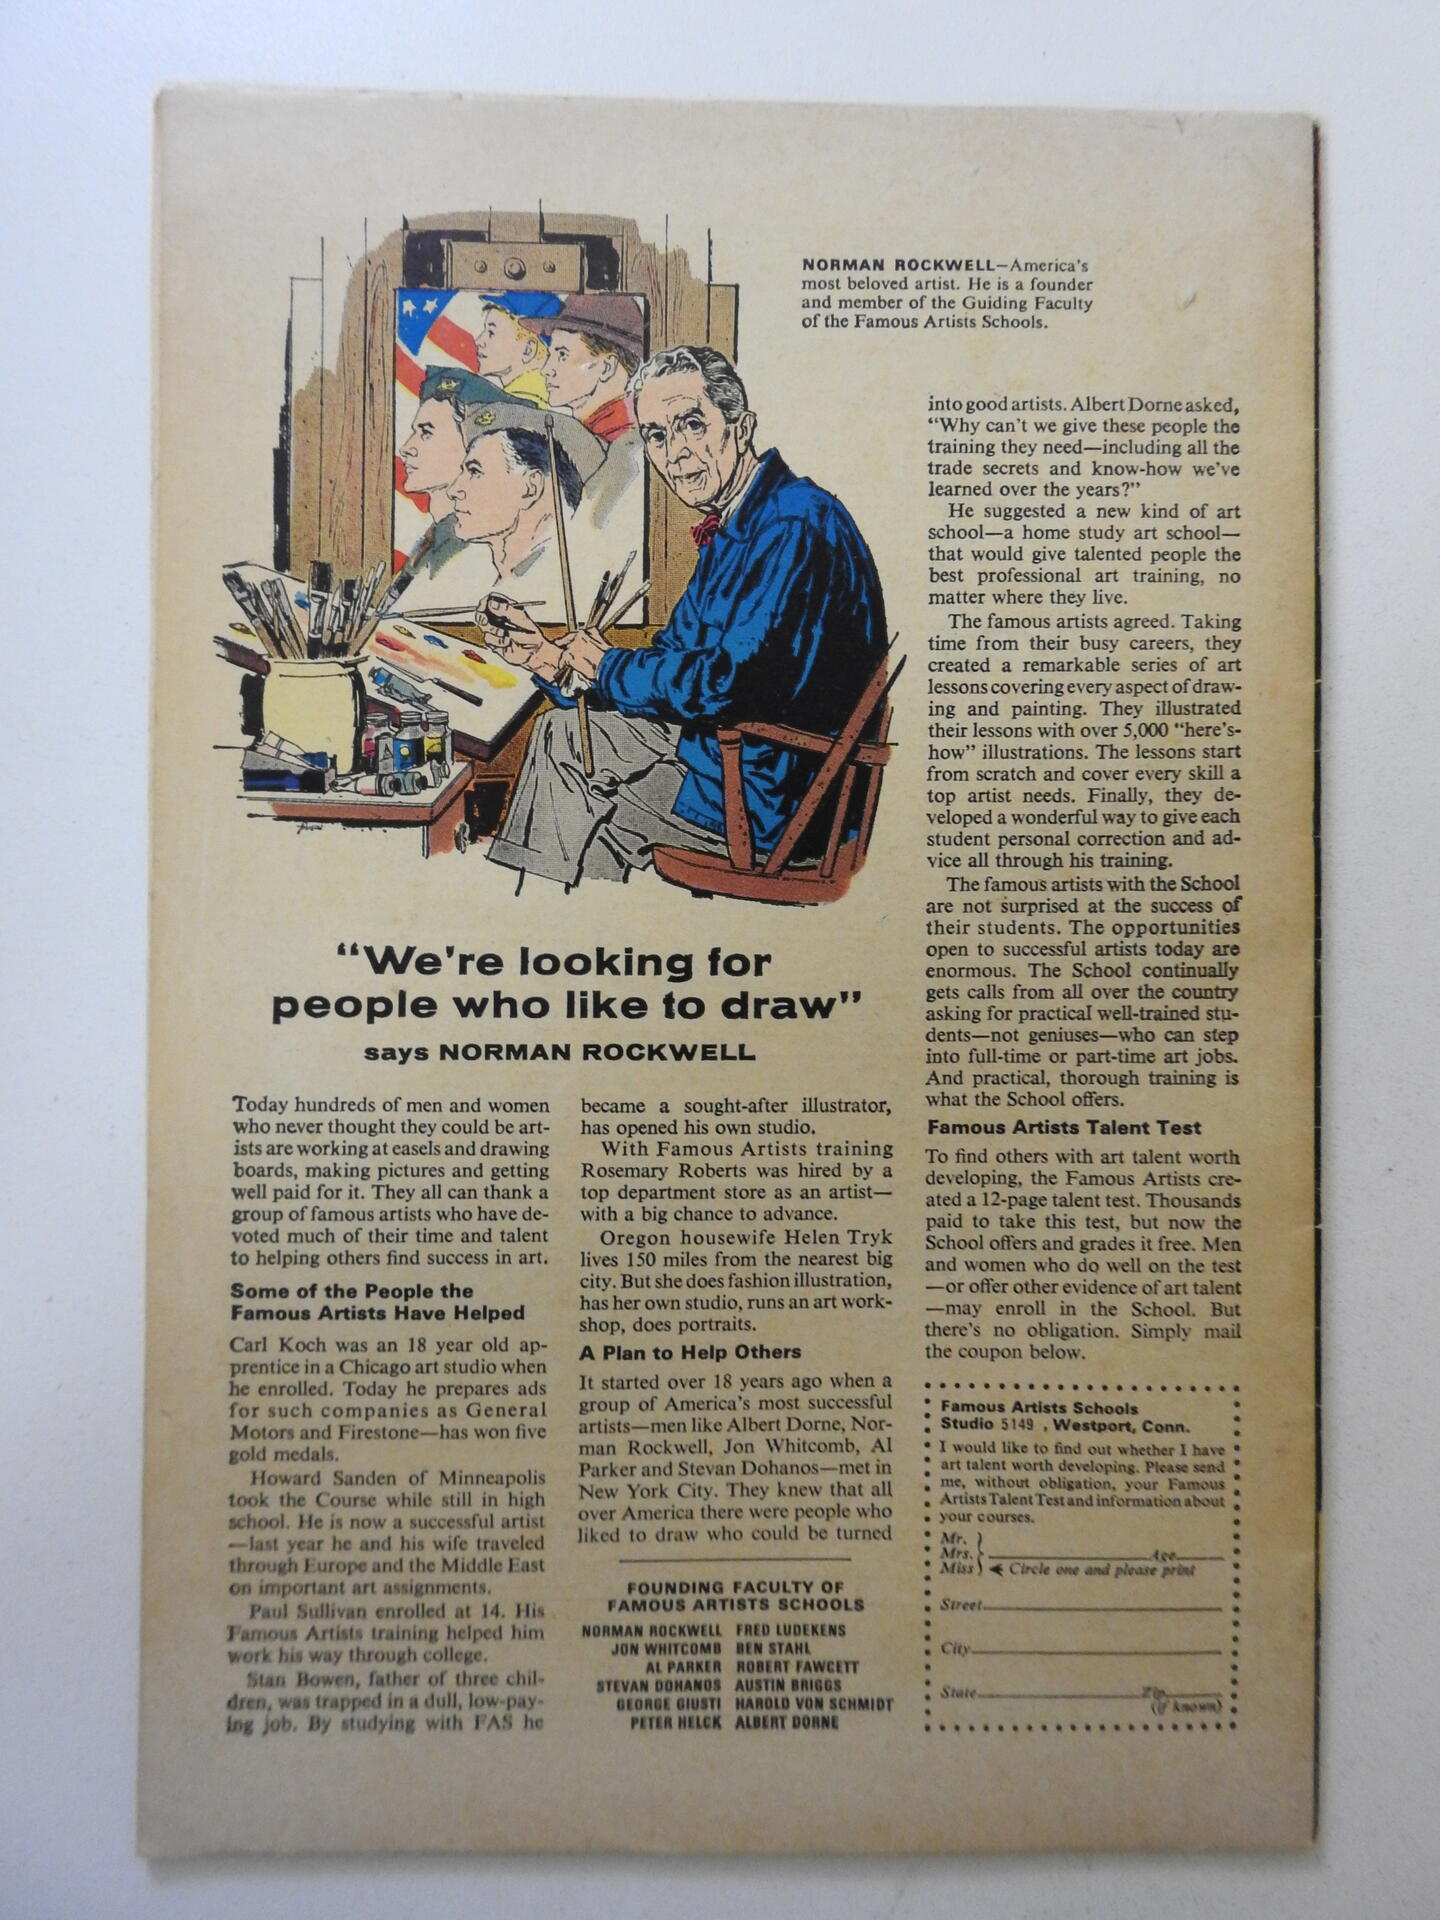 NORMAN ROCKWELL—America's
most beloved artist. He is a founder
and member of the Guiding Faculty
of the Famous Artists Schools.
"We're looking for
people who like to draw"
says NORMAN ROCKWELL
Today hundreds of men and women
who never thought they could be art-
ists are working at easels and drawing
boards, making pictures and getting
well paid for it. They all can thank a
group of famous artists who have de-
voted much of their time and talent
to helping others find success in art.
Some of the People the
Famous Artists Have Helped
Carl Koch was an 18 year old ap-
prentice in a Chicago art studio when
he enrolled. Today he prepares ads
for such companies as General
Motors and Firestone—has won five
gold medals.
Howard Sanden of Minneapolis
took the Course while still in high
school. He is now a successful artist
—last year he and his wife traveled
through Europe and the Middle East
on important art assignments.
Paul Sullivan enrolled at 14. His
Famous Artists training helped him
work his way through college.
Stan Bowen, father of three chil-
dren, was trapped in a dull, low-pay-
ing job. By studying with FAS he
became a sought-after illustrator,
has opened his own studio.
With Famous Artists training
Rosemary Roberts was hired by a
top department store as an artist—
with a big chance to advance.
Oregon housewife Helen Tryk
lives 150 miles from the nearest big
city. But she does fashion illustration,
has her own studio, runs an art work-
shop, does portraits.
A Plan to Help Others
It started over 18 years ago when a
group of America's most successful
artists—men like Albert Dorne, Nor-
man Rockwell, Jon Whitcomb, Al
Parker and Stevan Dohanos—met in
New York City. They knew that all
over America there were people who
liked to draw who could be turned
into good artists. Albert Dorne asked,
"Why can't we give these people the
training they need—including all the
trade secrets and know-how we've
learned over the years?"
He suggested a new kind of art
school—a home study art school—
that would give talented people the
best professional art training, no
matter where they live.
The famous artists agreed. Taking
time from their busy careers, they
created a remarkable series of art
lessons covering every aspect of draw-
ing and painting. They illustrated
their lessons with over 5,000 "here's-
how" illustrations. The lessons start
from scratch and cover every skill a
top artist needs. Finally, they de-
veloped a wonderful way to give each
student personal correction and ad-
vice all through his training.
The famous artists with the School
are not surprised at the success of
their students. The opportunities
open to successful artists today are
enormous. The School continually
gets calls from all over the country
asking for practical well-trained stu-
dents—not geniuses—who can step
into full-time or part-time art jobs.
And practical, thorough training is
what the School offers.
Famous Artists Talent Test
To find others with art talent worth
developing, the Famous Artists cre-
ated a 12-page talent test. Thousands
paid to take this test, but now the
School offers and grades it free. Men
and women who do well on the test
—or offer other evidence of art talent
—may enroll in the School. But
there's no obligation. Simply mail
the coupon below.
FOUNDING FACULTY OF
FAMOUS ARTISTS SCHOOLS
NORMAN ROCKWELL FRED LUDEKENS
JON WHITCOMB BEN STAHL
AL PARKER ROBERT FAWCETT
STEVAN DOHANOS AUSTIN BRIGGS
GEORGE GIUSTI HAROLD VON SCHMIDT
PETER HELCK ALBERT DORNE
Famous Artists Schools
Studio 5149 , Westport, Conn.
I would like to find out whether I have
art talent worth developing. Please send
me, without obligation, your Famous
Artists Talent Test and information about
your courses.
Mr.
Mrs. Age
Miss Circle one and please print
Street
City
State Zip
(if known)